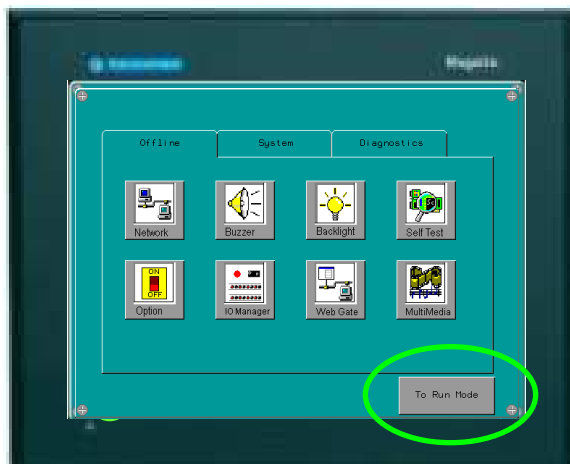 Magelis
Offline System Diagnostics
Network Buzzer Backlight Self Test
ON
OFF
Option IO Manager Web Gate MultiMedia
To Run Mode